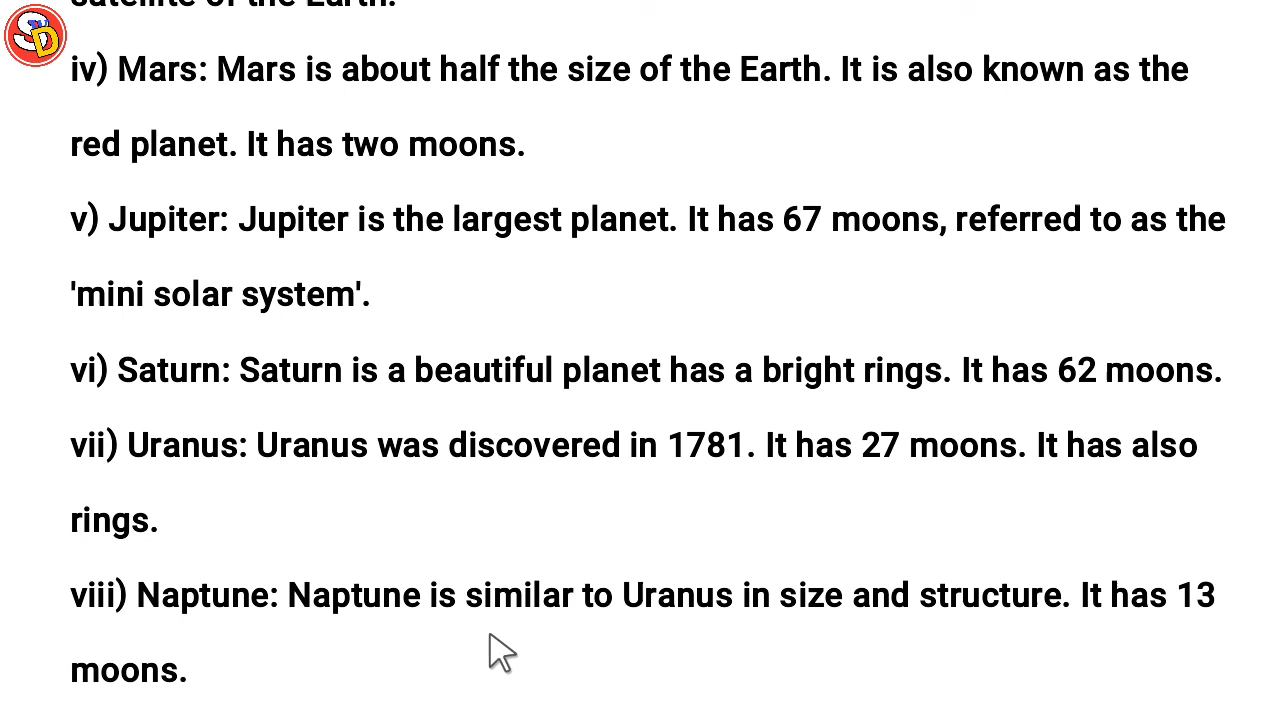 satellite of the Earth.
iv) Mars: Mars is about half the size of the Earth. It is also known as the
red planet. It has two moons.
v) Jupiter: Jupiter is the largest planet. It has 67 moons, referred to as the
'mini solar system'.
vi) Saturn: Saturn is a beautiful planet has a bright rings. It has 62 moons.
vii) Uranus: Uranus was discovered in 1781. It has 27 moons. It has also
rings.
viii) Naptune: Naptune is similar to Uranus in size and structure. It has 13
moons.